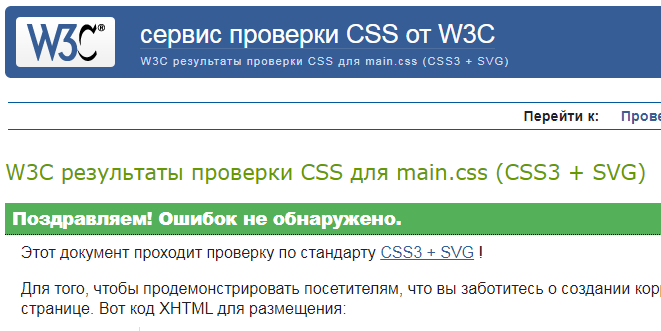 W3C®
сервис проверки CSS от W3C
W3C результаты проверки CSS для main.css (CSS3 + SVG)
Перейти к:
W3C результаты проверки CSS для main.css (CSS3 + SVG)
Поздравляем! Ошибок не обнаружено.
Этот документ проходит проверку по стандарту CSS3 + SVG !
Для того, чтобы продемонстрировать посетителям, что вы заботитесь о создании
странице. Вот код XHTML для размещения: